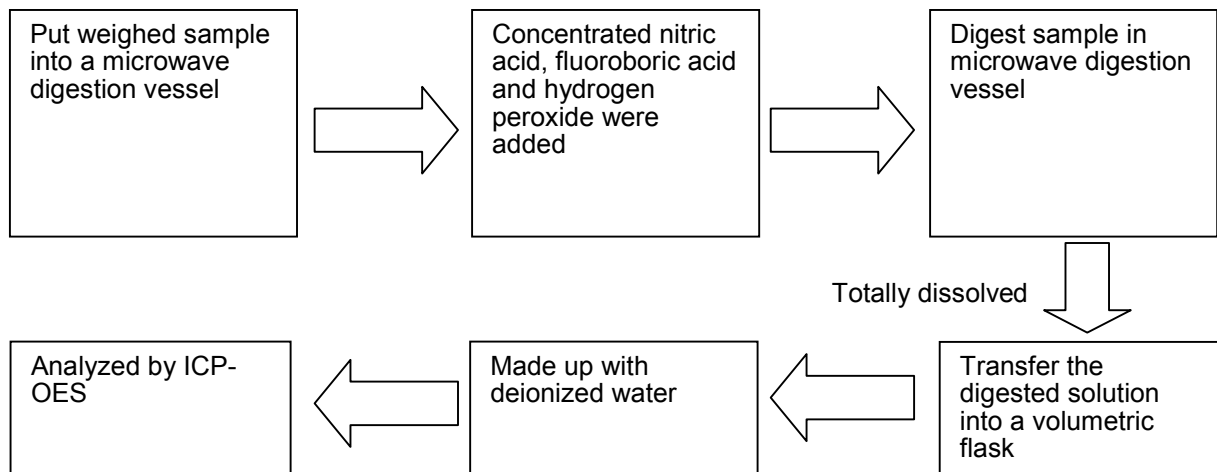 Put weighed sample
into a microwave
digestion vessel
Concentrated nitric
acid, fluoroboric acid
and hydrogen
peroxide were
added
Digest sample in
microwave digestion
vessel
Totally dissolved
Transfer the
digested solution
into a volumetric
flask
Made up with
deionized water
Analyzed by ICP-
OES